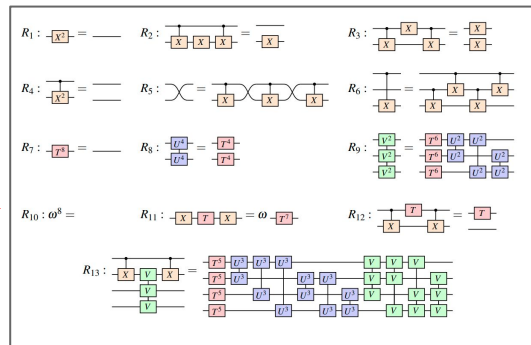 R₁ : X² = R₂ : X X X = X R₃ : X X X = X X
R₄ : X² = R₅ : = X X X R₆ : X = X X X X
R₇ : T⁸ = R₈ : U⁴ U⁴ = T⁴ T⁴ R₉ : V² V² V² = T⁶ T⁶ T⁶ U² U² U² U² U² U²
R₁₀ : ω⁸ = R₁₁ : X T X = ω T⁷ R₁₂ : X T X = T
R₁₃ : X V X V V = T⁵ T⁵ T⁵ T⁵ U³ U³ U³ U³ U³ U³ U³ U³ U³ U³ U³ U³ V V V V V V V V V V V V